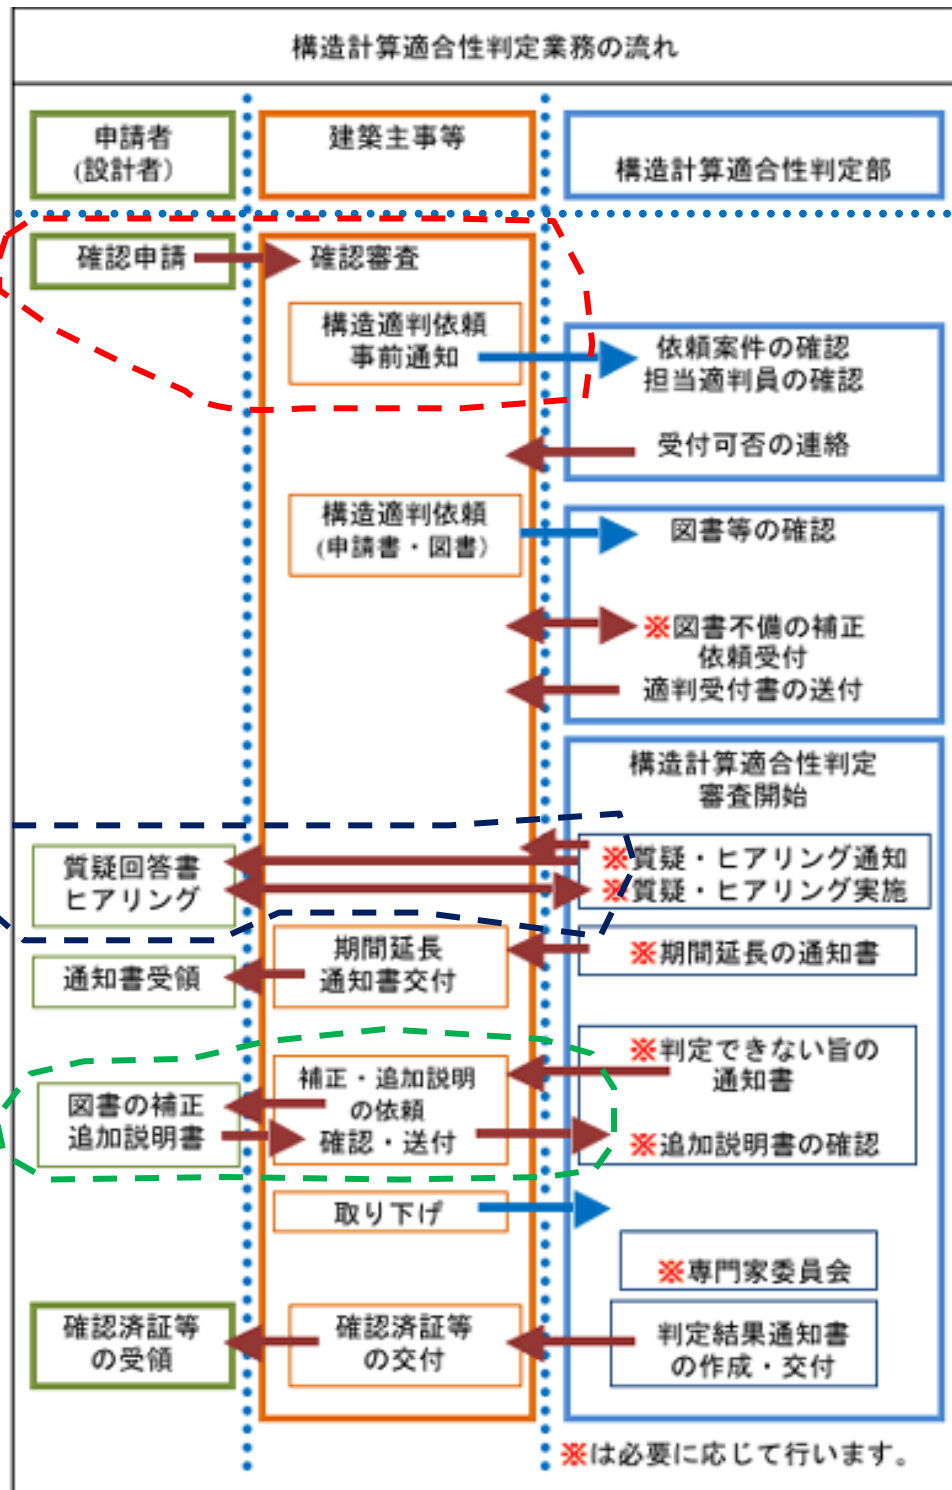 構造計算適合性判定業務の流れ
申請者
(設計者）
建築主事等
構造計算適合性判定部
確認申請
確認審査
構造適判依頼
事前通知
依頼案件の確認
担当適判員の確認
受付可否の連絡
構造適判依頼
(申請書・図書）
図書等の確認
※図書不備の補正
依頼受付
適判受付書の送付
構造計算適合性判定
審査開始
質疑回答書
ヒアリング
※質疑・ヒアリング通知
※質疑・ヒアリング実施
期間延長
通知書交付
※期間延長の通知書
通知書受領
※判定できない旨の
通知書
補正・追加説明
の依頼
確認・送付
図書の補正
追加説明書
※追加説明書の確認
取り下げ
※専門家委員会
確認済証等
の受領
確認済証等
の交付
判定結果通知書
の作成・交付
※は必要に応じて行います。